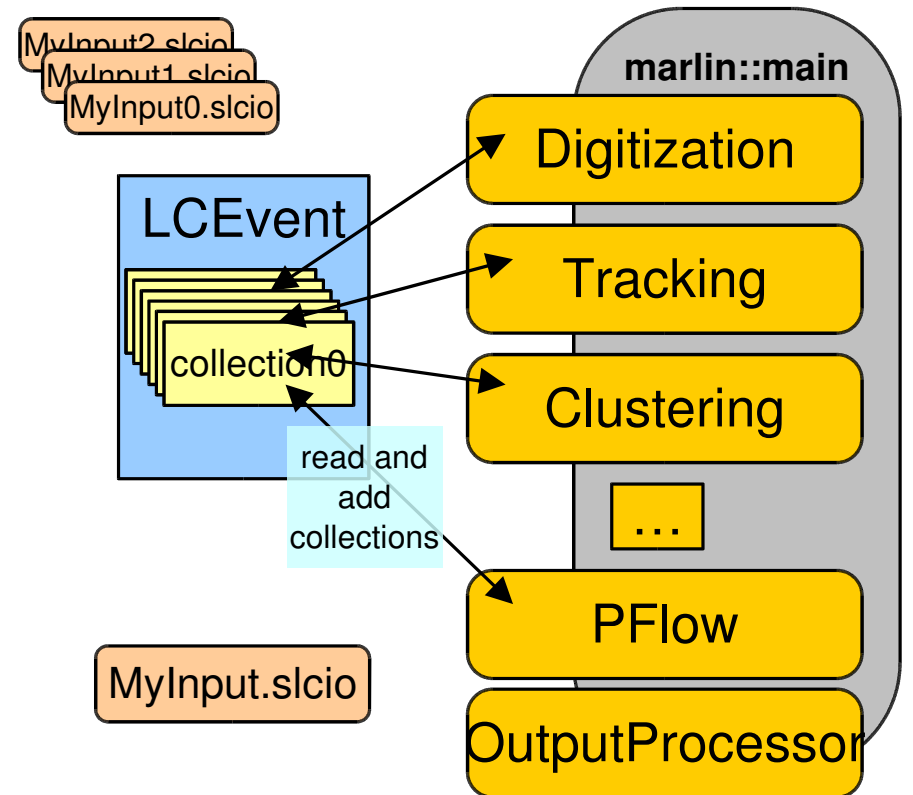 MyInput2.slcio
MyInput1.slcio
MyInput0.slcio
marlin::main
Digitization
LCEvent
Tracking
collection0
Clustering
read and
add
collections
...
PFlow
MyInput.slcio
OutputProcessor